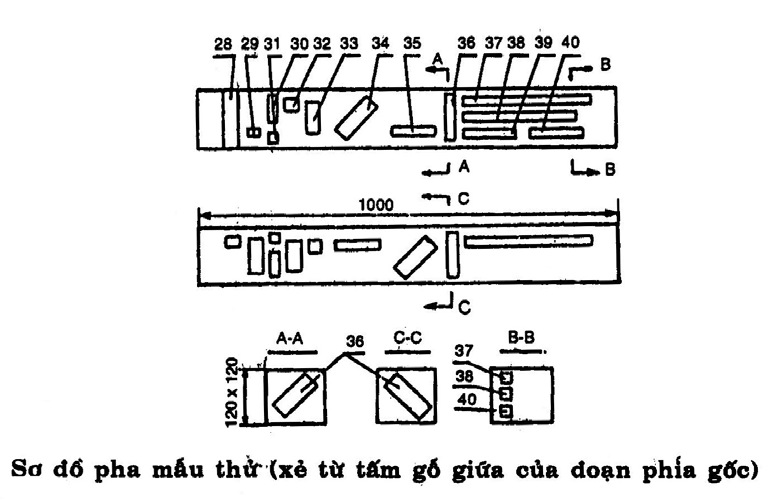 28 29 31 30 32 33 34 35 A 36 37 38 39 40 B
A B
C
1000
C
A-A 36 C-C B-B
37
38
40
120 x 120
Sơ đồ pha mẫu thử (xẻ từ tấm gỗ giữa của đoạn phía gốc)